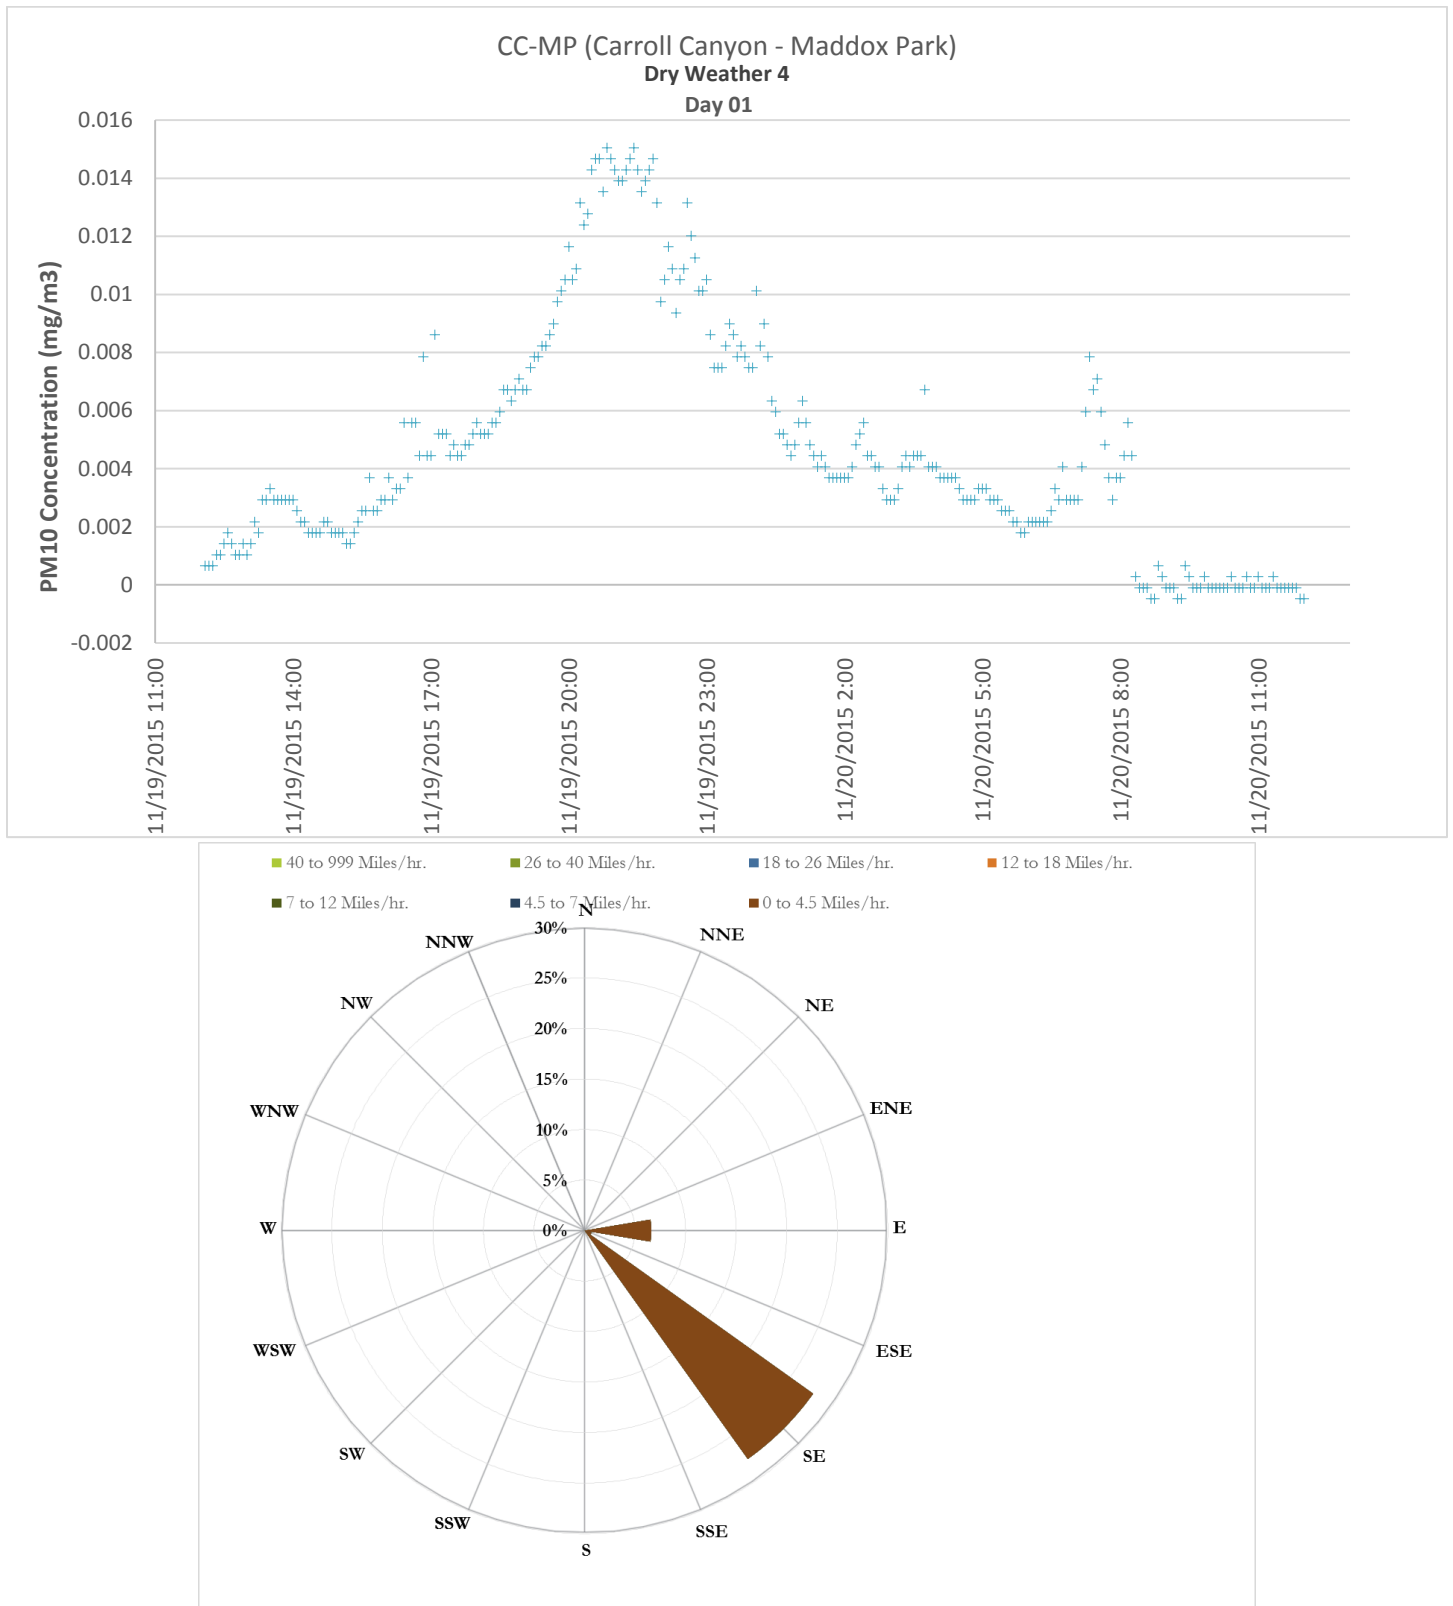 CC-MP (Carroll Canyon - Maddox Park)
Dry Weather 4
Day 01
PM10 Concentration (mg/m3)
0.016
0.014
0.012
0.01
0.008
0.006
0.004
0.002
0
-0.002
11/19/2015 11:00
11/19/2015 14:00
11/19/2015 17:00
11/19/2015 20:00
11/19/2015 23:00
11/20/2015 2:00
11/20/2015 5:00
11/20/2015 8:00
11/20/2015 11:00
40 to 999 Miles/hr.
26 to 40 Miles/hr.
18 to 26 Miles/hr.
12 to 18 Miles/hr.
7 to 12 Miles/hr.
4.5 to 7 Miles/hr.
0 to 4.5 Miles/hr.
N
NNE
NE
ENE
E
ESE
SE
SSE
S
SSW
SW
WSW
W
WNW
NW
NNW
30%
25%
20%
15%
10%
5%
0%